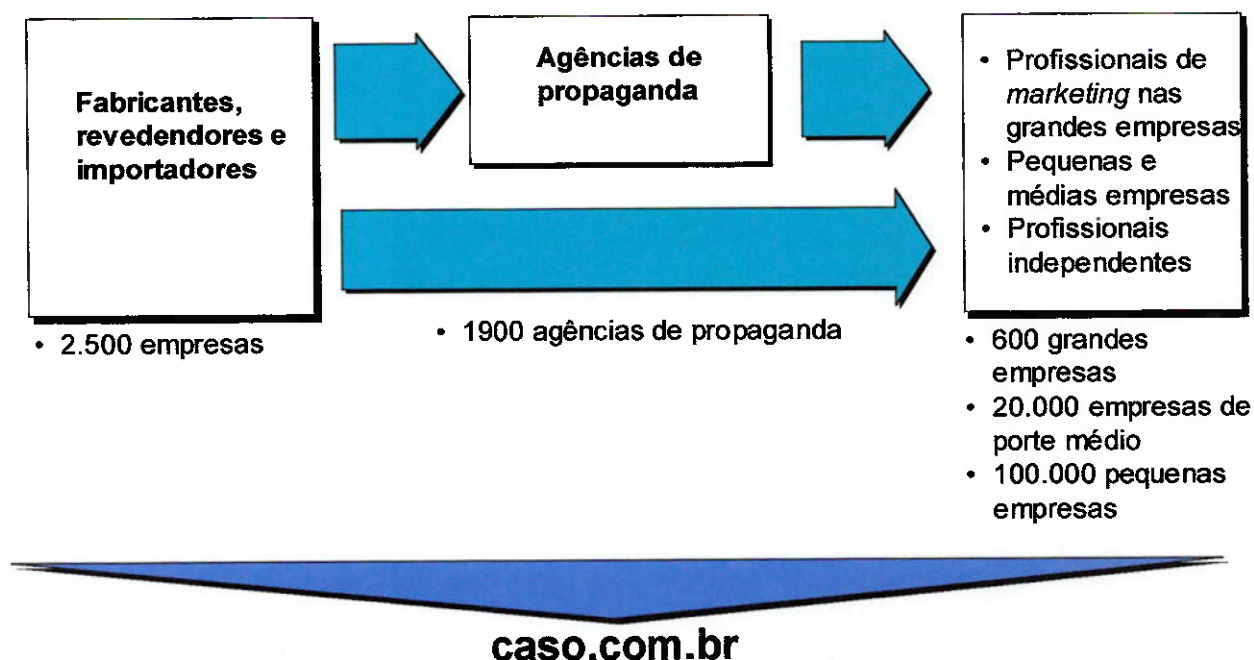 Fabricantes,
revedendores e
importadores
• 2.500 empresas
Agências de
propaganda
• 1900 agências de propaganda
• Profissionais de
marketing nas
grandes empresas
• Pequenas e
médias empresas
• Profissionais
independentes
• 600 grandes
empresas
• 20.000 empresas de
porte médio
• 100.000 pequenas
empresas
caso.com.br